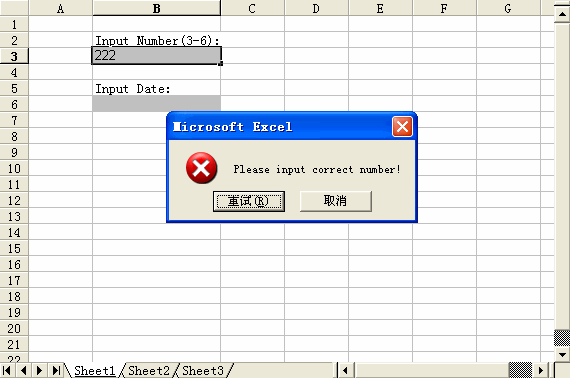 A B C D E F G
1
2 Input Number(3-6):
3 222
4
5 Input Date:
6
7
8
9
10
11
12
13
14
15
16
17
18
19
20
21
22
Microsoft Excel
Please input correct number!
重试(R) 取消
Sheet1 Sheet2 Sheet3